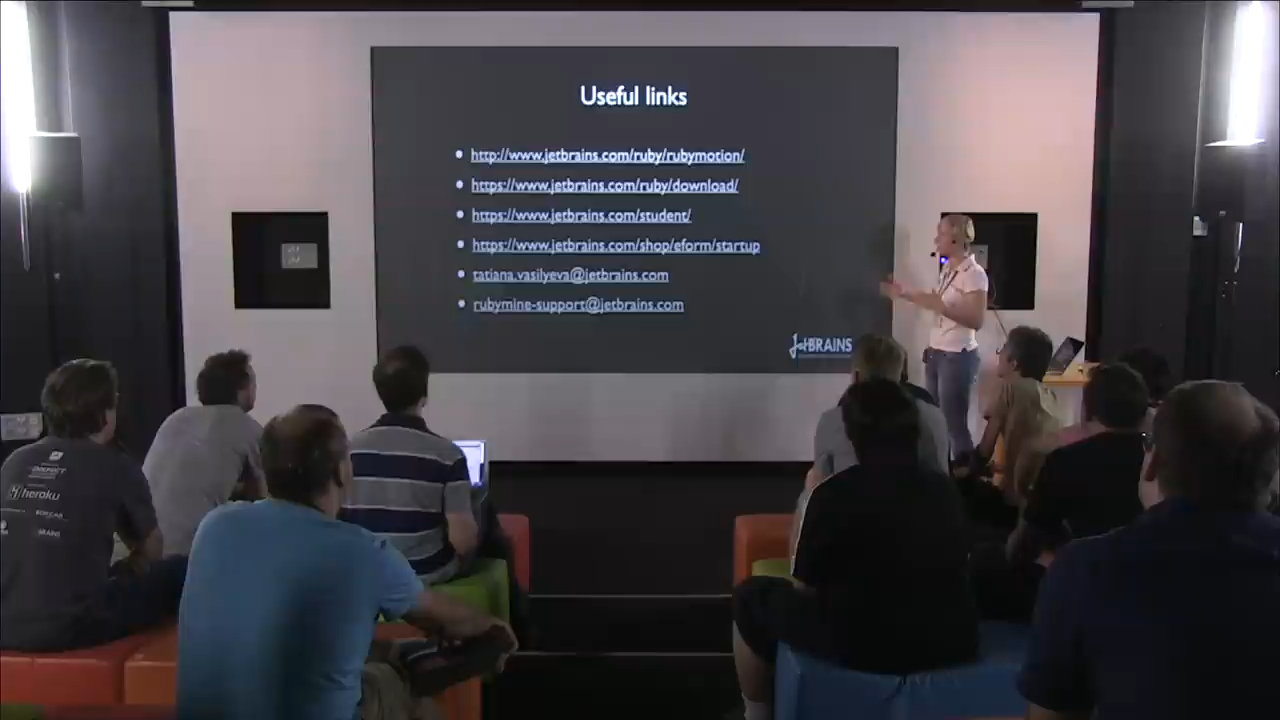 Useful links
http://www.jetbrains.com/ruby/rubymotion/
https://www.jetbrains.com/ruby/download/
https://www.jetbrains.com/student/
https://www.jetbrains.com/shop/eform/startup
tatiana.vasilyeva@jetbrains.com
rubymine-support@jetbrains.com
JETBRAINS
heroku